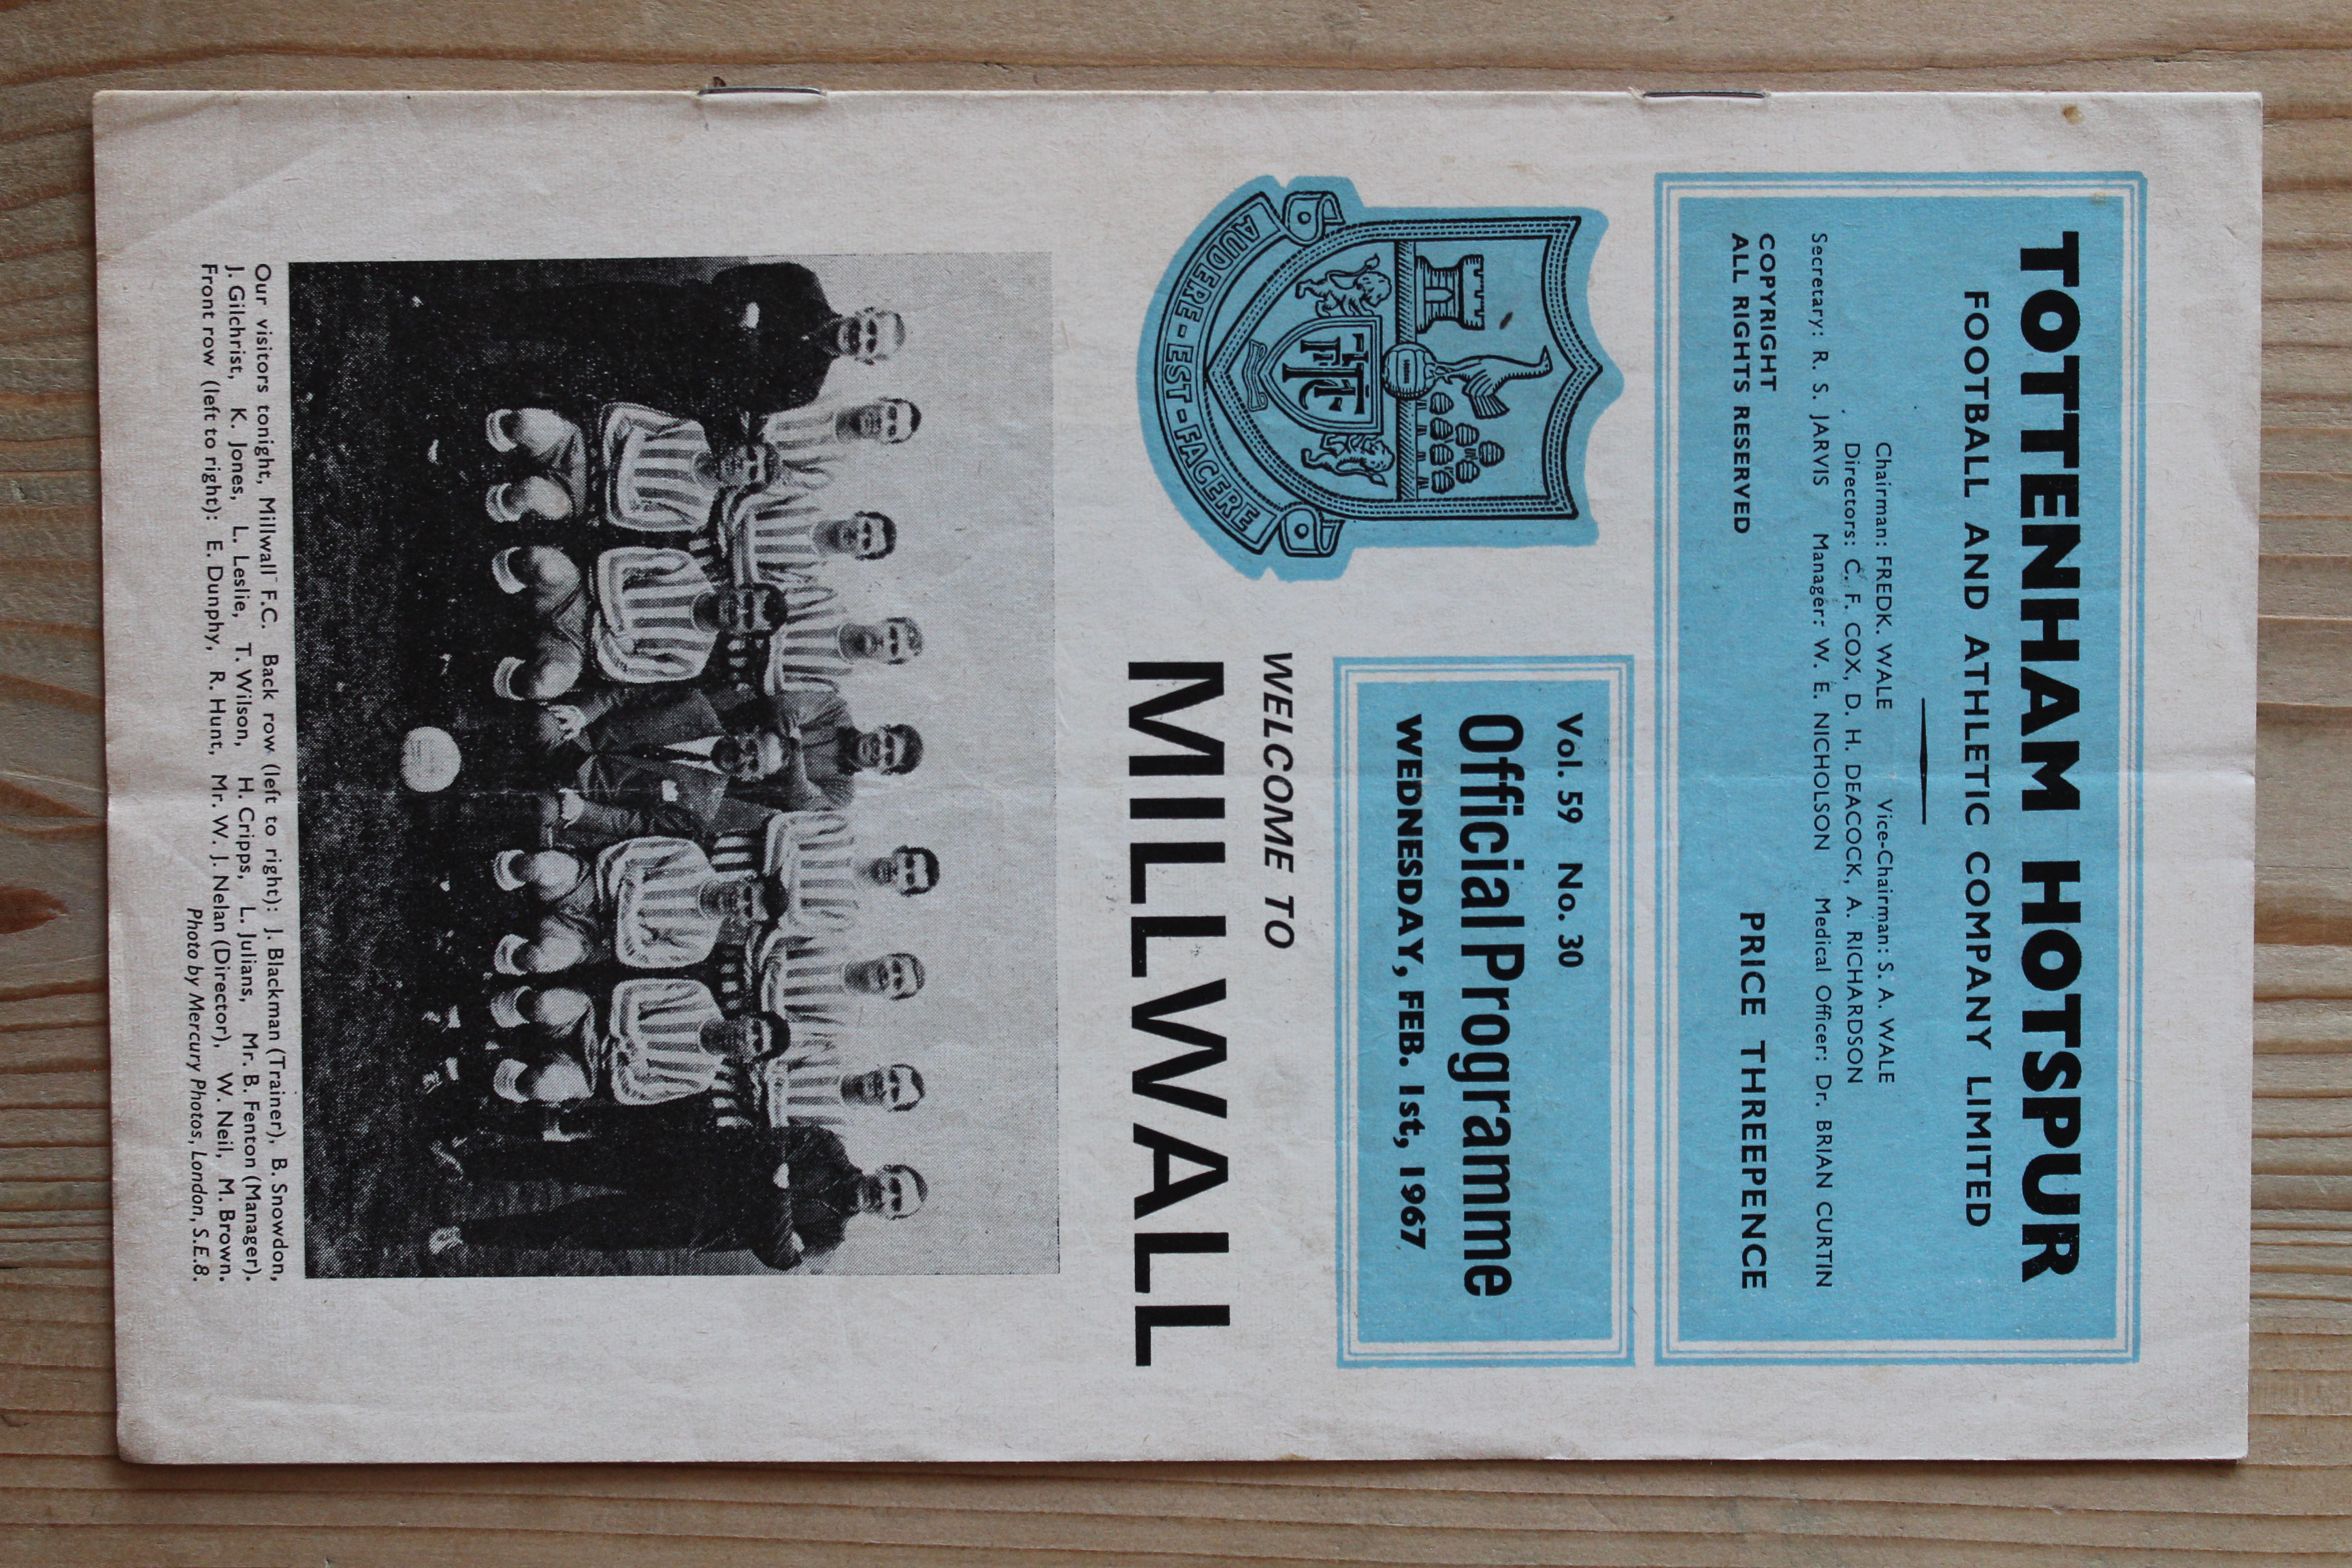 TOTTENHAM HOTSPUR
FOOTBALL AND ATHLETIC COMPANY LIMITED
Chairman: FREDK. WALE Vice-Chairman: S. A. WALE
Directors: C. F. COX, D. H. DEACOCK, A. RICHARDSON
Secretary: R. S. JARVIS Manager: W. E. NICHOLSON Medical Officer: Dr. BRIAN CURTIN
COPYRIGHT
ALL RIGHTS RESERVED
PRICE THREEPENCE
AUDERE - EST - FACERE
Vol. 59 No. 30
Official Programme
WEDNESDAY, FEB. 1st, 1967
WELCOME TO
MILLWALL
Our visitors tonight, Millwall F.C. Back row (left to right): J. Blackman (Trainer), B. Snowdon,
J. Gilchrist, K. Jones, L. Leslie, T. Wilson, H. Cripps, L. Julians, Mr. B. Fenton (Manager).
Front row (left to right): E. Dunphy, R. Hunt, Mr. W. J. Nelan (Director), W. Neil, M. Brown.
Photo by Mercury Photos, London, S.E.8.